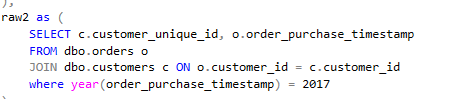 ),
raw2 as (
SELECT c.customer_unique_id, o.order_purchase_timestamp
FROM dbo.orders o
JOIN dbo.customers c ON o.customer_id = c.customer_id
where year(order_purchase_timestamp) = 2017